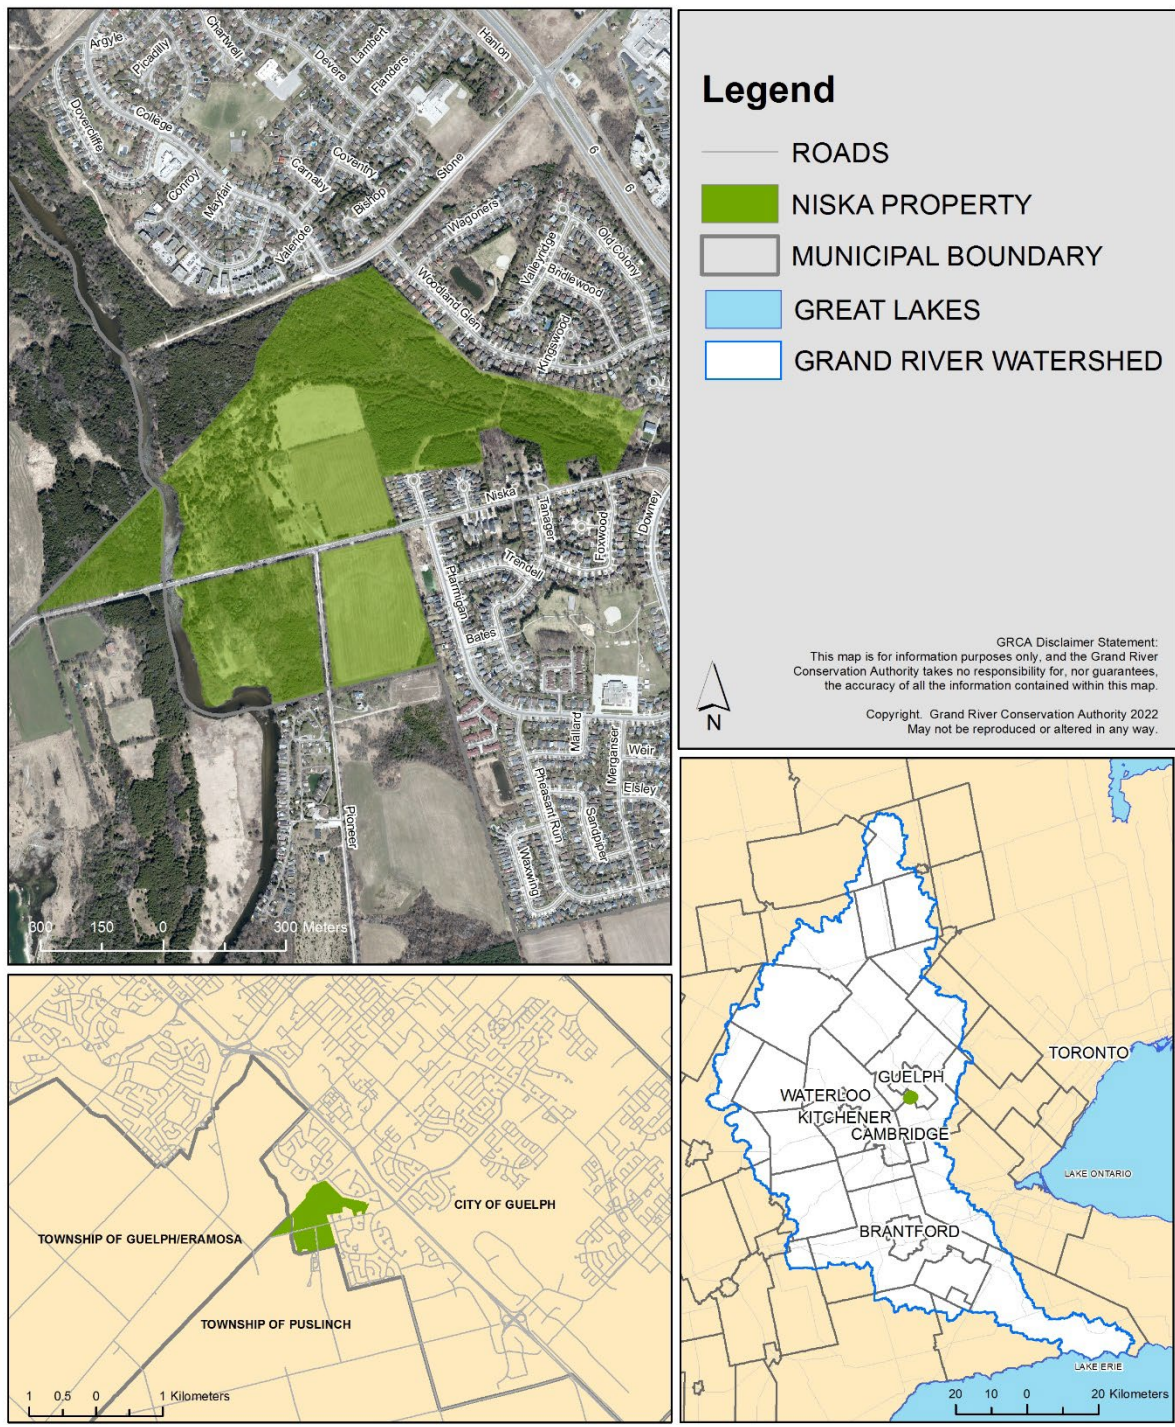 Argyle
Picadilly
Chartwell
Devere
Lambert
Flanders
Hanlon
Dovercliffe
College
Conroy
Mayfair
Valeriote
Carnaby
Coventry
Bishop
Stone
6
6
Wagoners
Woodland Glen
Valleyridge
Bridlewood
Old Colony
Kingswood
Niska
Tanager
Foxwood
Downey
Trendell
Ptarmigan
Bates
Mallard
Merganser
Weir
Elsley
Pheasant Run
Sandpiper
Waxwing
Pioneer
300 150 0 300 Meters
Legend
ROADS
NISKA PROPERTY
MUNICIPAL BOUNDARY
GREAT LAKES
GRAND RIVER WATERSHED
GRCA Disclaimer Statement:
This map is for information purposes only, and the Grand River
Conservation Authority takes no responsibility for, nor guarantees,
the accuracy of all the information contained within this map.
Copyright. Grand River Conservation Authority 2022
May not be reproduced or altered in any way.
N
CITY OF GUELPH
TOWNSHIP OF GUELPH/ERAMOSA
TOWNSHIP OF PUSLINCH
1 0.5 0 1 Kilometers
TORONTO
GUELPH
WATERLOO
KITCHENER
CAMBRIDGE
LAKE ONTARIO
BRANTFORD
LAKE ERIE
20 10 0 20 Kilometers